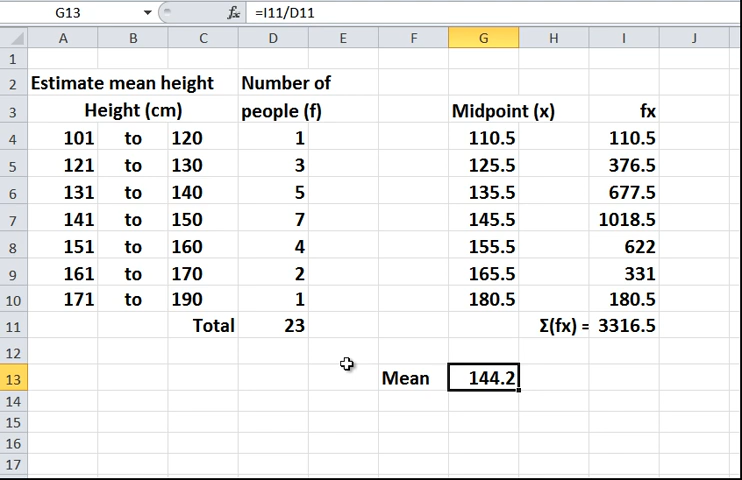 G13 fx =I11/D11
A B C D E F G H I J
1
2 Estimate mean height Number of
3 Height (cm) people (f) Midpoint (x) fx
4 101 to 120 1 110.5 110.5
5 121 to 130 3 125.5 376.5
6 131 to 140 5 135.5 677.5
7 141 to 150 7 145.5 1018.5
8 151 to 160 4 155.5 622
9 161 to 170 2 165.5 331
10 171 to 190 1 180.5 180.5
11 Total 23 Σ(fx) = 3316.5
12
13 Mean 144.2
14
15
16
17